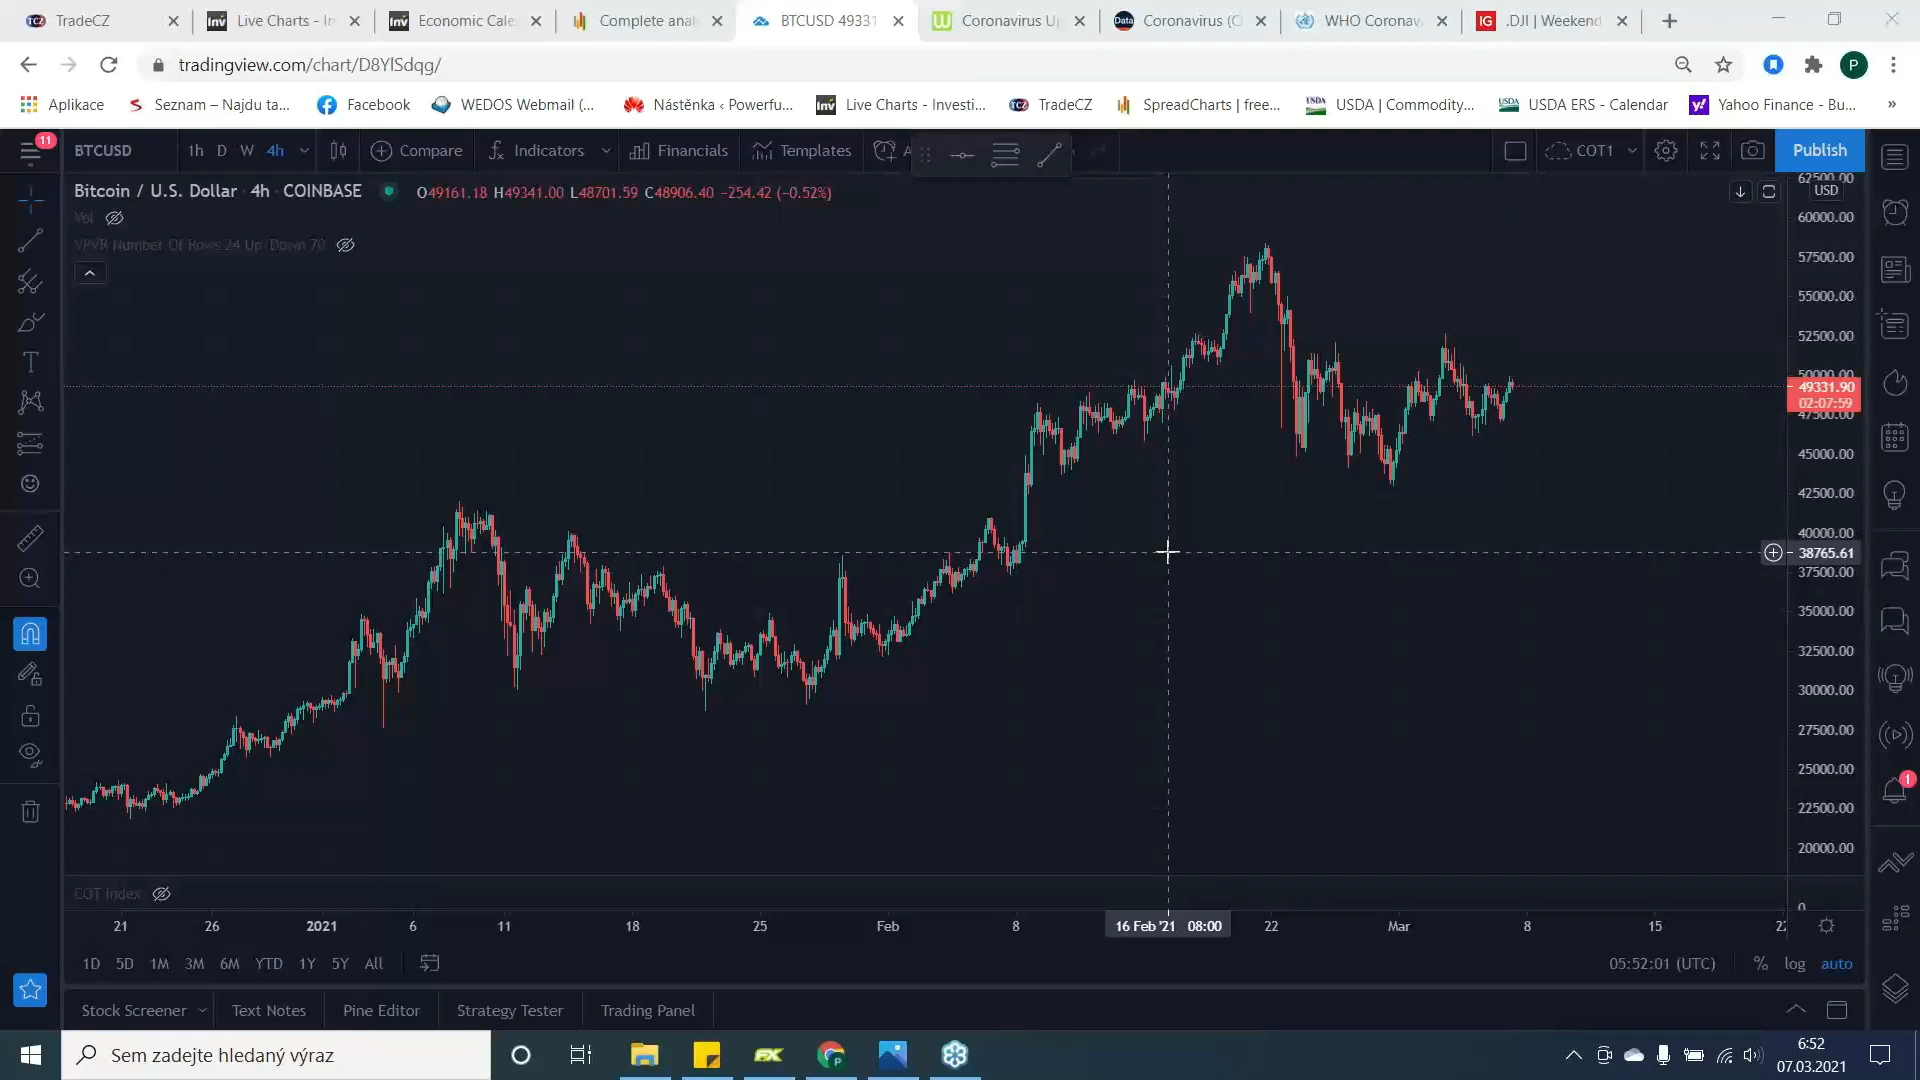 TradeCZ
Live Charts - In
Economic Cale
Complete anal
BTCUSD 49331
Coronavirus Up
Coronavirus (C
WHO Coronav
.DJI | Weekend
tradingview.com/chart/D8YlSdqg/
Aplikace
Seznam – Najdu ta...
Facebook
WEDOS Webmail (...
Nástěnka ‹ Powerfu...
Live Charts - Investi...
TradeCZ
SpreadCharts | free...
USDA | Commodity,...
USDA ERS - Calendar
Yahoo Finance - Bu...
»
11
BTCUSD
1h D W 4h
Compare
Indicators
Financials
Templates
COT1
Publish
Bitcoin / U.S. Dollar 4h COINBASE
O49161.18 H49341.00 L48701.59 C48906.40 −254.42 (−0.52%)
Vol
VPVR Number Of Rows 24 Up/Down 70
62500.00
USD
60000.00
57500.00
55000.00
52500.00
50000.00
49331.90
02:07:59
47500.00
45000.00
42500.00
40000.00
38765.61
37500.00
35000.00
32500.00
30000.00
27500.00
25000.00
22500.00
20000.00
COT index
0
21 26 2021 6 11 18 25 Feb 8 16 Feb '21 08:00 22 Mar 8 15 22
1D 5D 1M 3M 6M YTD 1Y 5Y All
05:52:01 (UTC) % log auto
Stock Screener Text Notes Pine Editor Strategy Tester Trading Panel
1
Sem zadejte hledaný výraz
6:52
07.03.2021